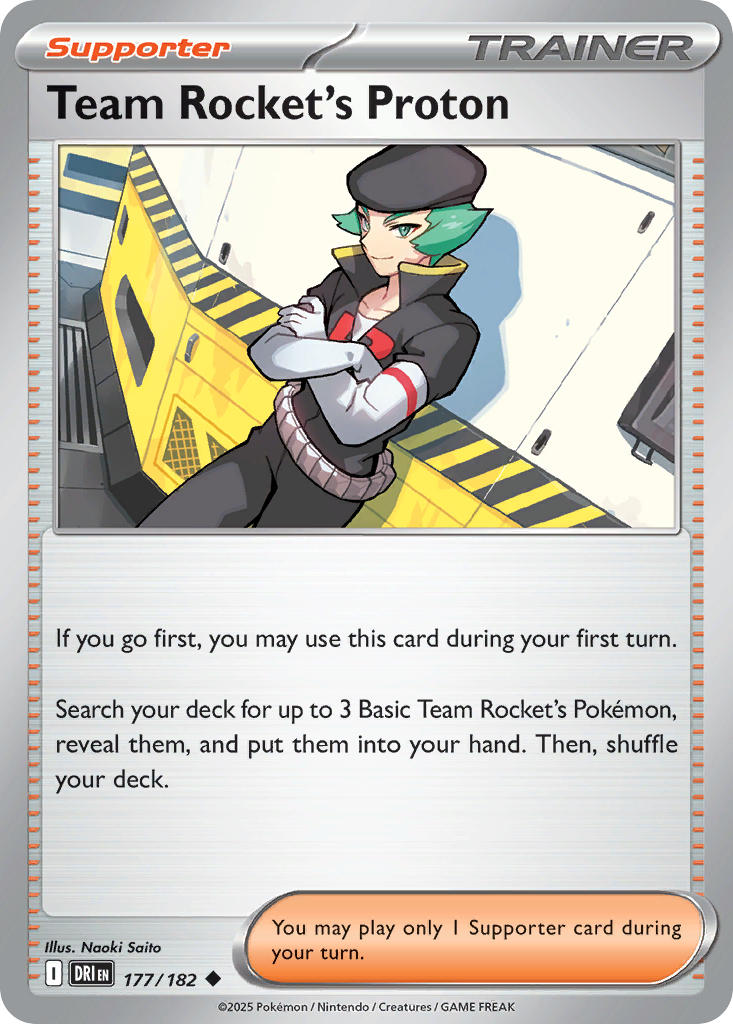 Supporter
TRAINER
Team Rocket's Proton
If you go first, you may use this card during your first turn.
Search your deck for up to 3 Basic Team Rocket's Pokémon,
reveal them, and put them into your hand. Then, shuffle
your deck.
You may play only 1 Supporter card during
your turn.
Illus. Naoki Saito
I DRI EN 177/182 ◆
©2025 Pokémon / Nintendo / Creatures / GAME FREAK